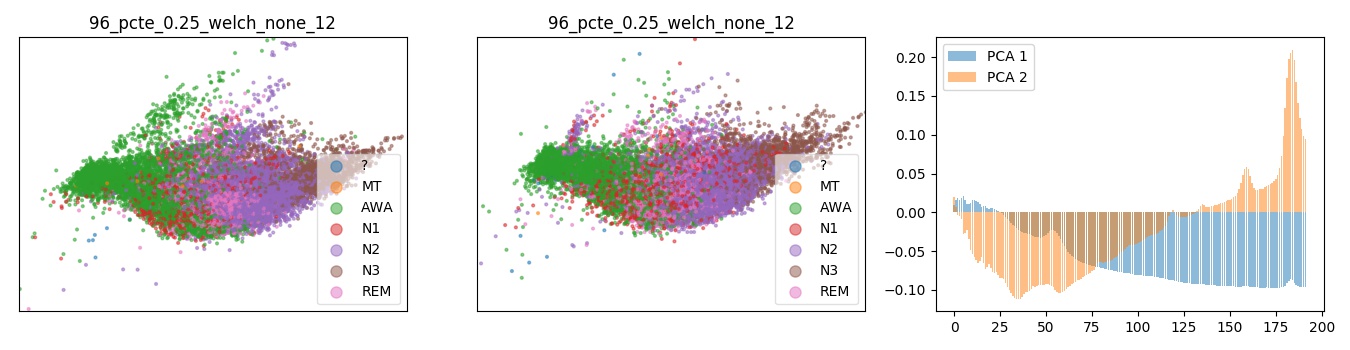 96_pcte_0.25_welch_none_12
?
MT
AWA
N1
N2
N3
REM
96_pcte_0.25_welch_none_12
?
MT
AWA
N1
N2
N3
REM
PCA 1
PCA 2
0.20
0.15
0.10
0.05
0.00
−0.05
−0.10
0 25 50 75 100 125 150 175 200